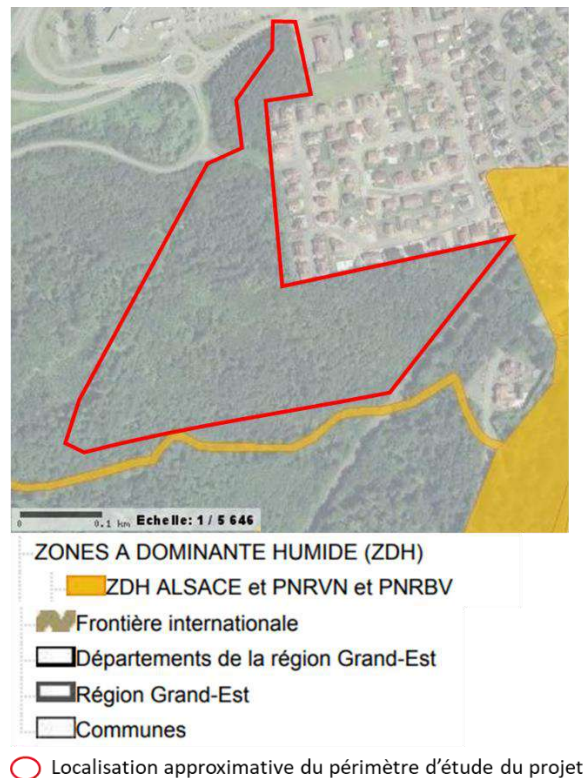 0 0.1 km Echelle: 1 / 5 646
ZONES A DOMINANTE HUMIDE (ZDH)
ZDH ALSACE et PNRVN et PNRBV
Frontière internationale
Départements de la région Grand-Est
Région Grand-Est
Communes
Localisation approximative du périmètre d'étude du projet